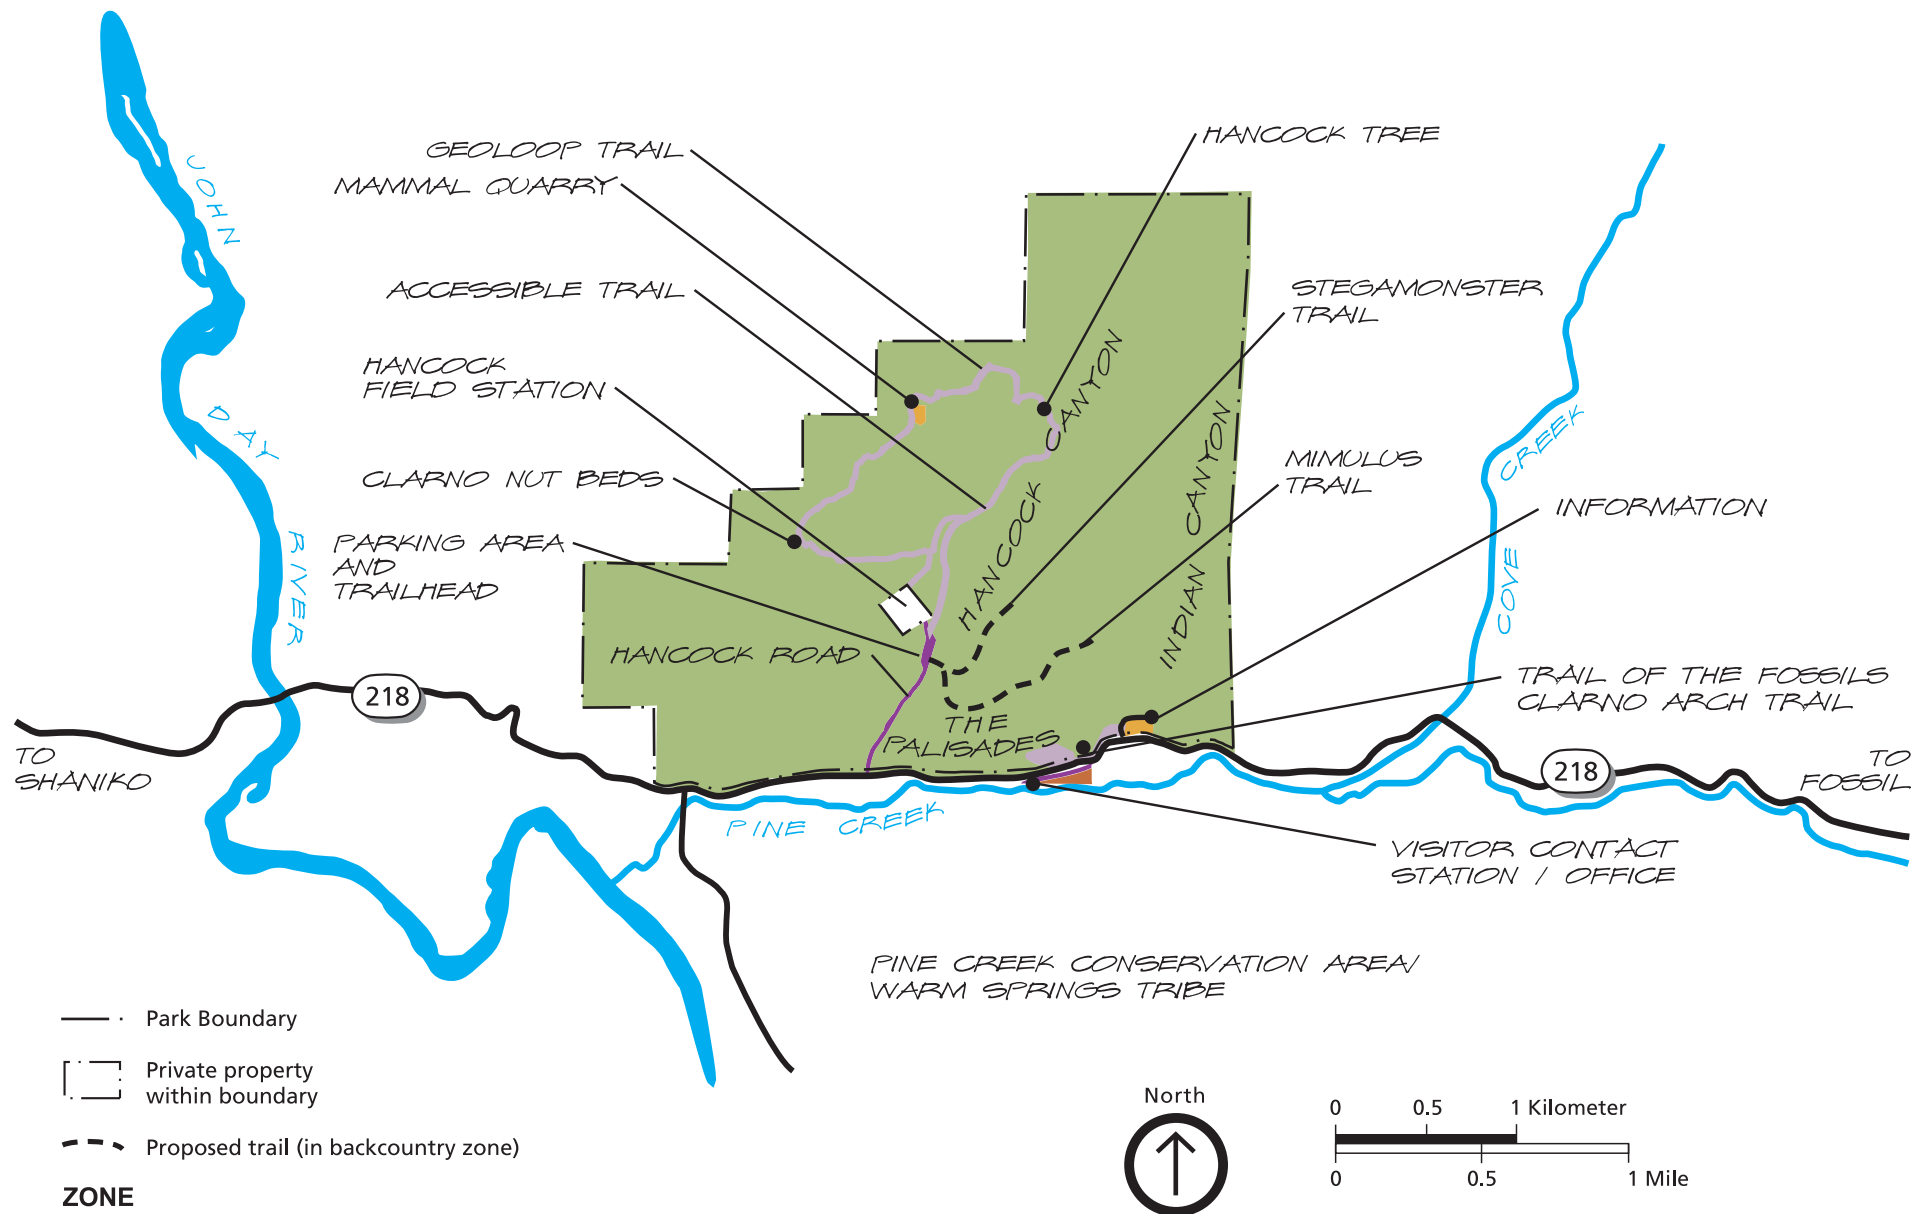 JOHN
DAY
RIVER
GEOLOOP TRAIL
MAMMAL QUARRY
ACCESSIBLE TRAIL
HANCOCK
FIELD STATION
CLARNO NUT BEDS
PARKING AREA
AND
TRAILHEAD
HANCOCK ROAD
HANCOCK TREE
STEGAMONSTER
TRAIL
MIMULUS
TRAIL
INFORMATION
TRAIL OF THE FOSSILS
CLARNO ARCH TRAIL
HANCOCK CANYON
INDIAN CANYON
THE
PALISADES
COVE CREEK
218
TO
SHANIKO
218
TO
FOSSIL
PINE CREEK
VISITOR CONTACT
STATION / OFFICE
PINE CREEK CONSERVATION AREA/
WARM SPRINGS TRIBE
Park Boundary
Private property
within boundary
Proposed trail (in backcountry zone)
ZONE
North
0 0.5 1 Kilometer
0 0.5 1 Mile